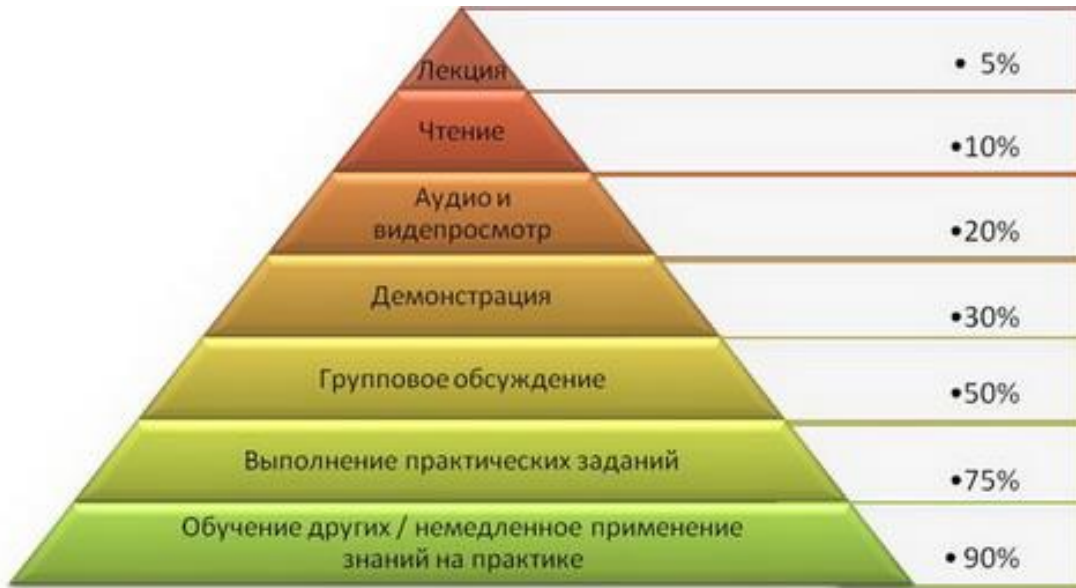 Лекция
• 5%
Чтение
•10%
Аудио и
видепросмотр
•20%
Демонстрация
•30%
Групповое обсуждение
•50%
Выполнение практических заданий
•75%
Обучение других / немедленное применение
знаний на практике
• 90%